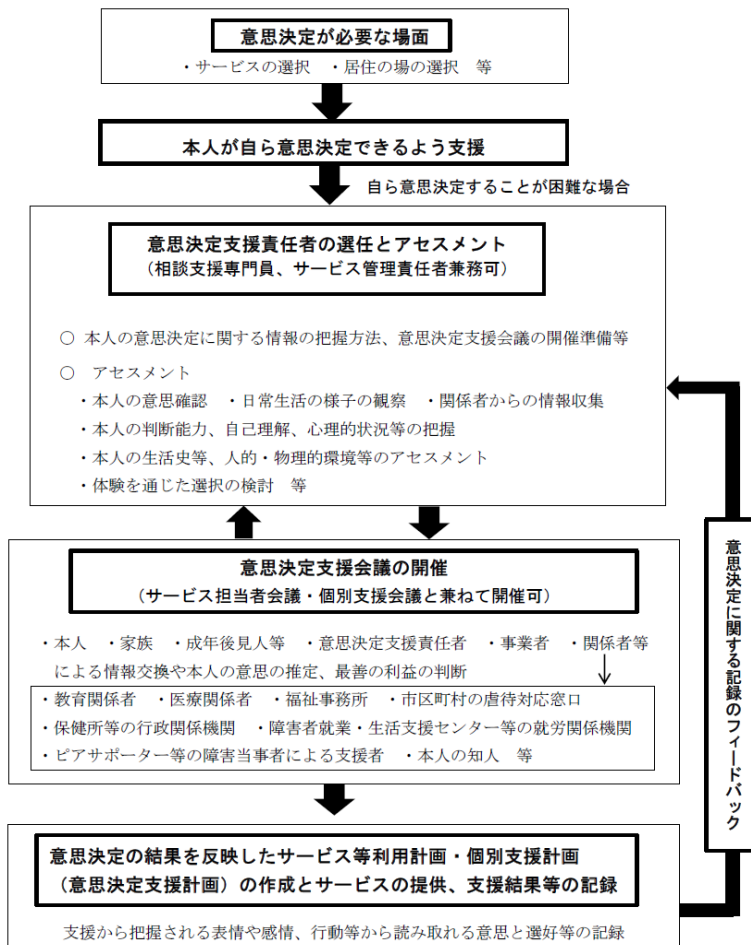 意思決定が必要な場面
・サービスの選択 ・居住の場の選択 等
本人が自ら意思決定できるよう支援
自ら意思決定することが困難な場合
意思決定支援責任者の選任とアセスメント
（相談支援専門員、サービス管理責任者兼務可）
○ 本人の意思決定に関する情報の把握方法、意思決定支援会議の開催準備等
○ アセスメント
・本人の意思確認 ・日常生活の様子の観察 ・関係者からの情報収集
・本人の判断能力、自己理解、心理的状況等の把握
・本人の生活史等、人的・物理的環境等のアセスメント
・体験を通じた選択の検討 等
意思決定支援会議の開催
（サービス担当者会議・個別支援会議と兼ねて開催可）
・本人 ・家族 ・成年後見人等 ・意思決定支援責任者 ・事業者 ・関係者等
による情報交換や本人の意思の推定、最善の利益の判断
・教育関係者 ・医療関係者 ・福祉事務所 ・市区町村の虐待対応窓口
・保健所等の行政関係機関 ・障害者就業・生活支援センター等の就労関係機関
・ピアサポーター等の障害当事者による支援者 ・本人の知人 等
意思決定の結果を反映したサービス等利用計画・個別支援計画
（意思決定支援計画）の作成とサービスの提供、支援結果等の記録
支援から把握される表情や感情、行動等から読み取れる意思と選好等の記録
意思決定に関する記録のフィードバック